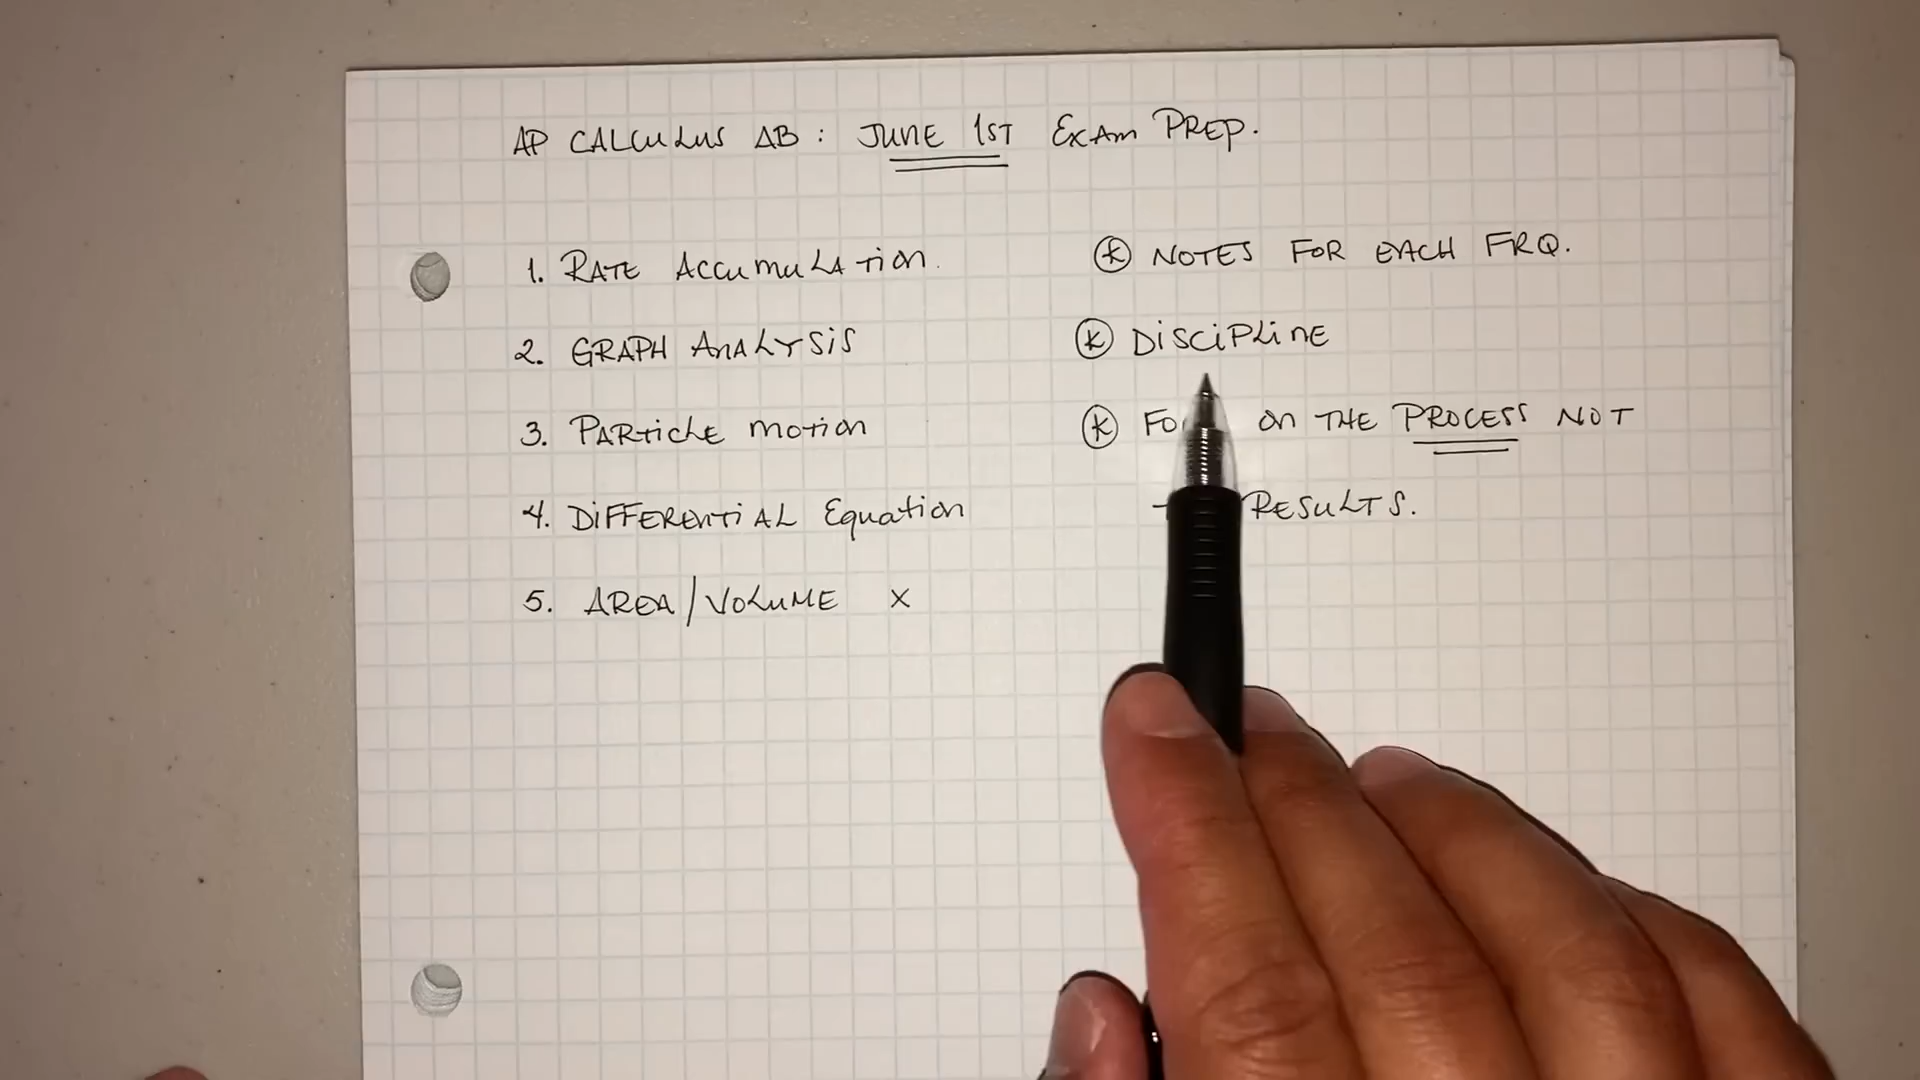 AP CALCULUS AB : JUNE 1ST EXAM PREP.
1. RATE ACCUMULATION.
2. GRAPH ANALYSIS
3. PARTICLE MOTION
4. DIFFERENTIAL EQUATION
5. AREA/VOLUME X
* NOTES FOR EACH FRQ.
* DISCIPLINE
* ON THE PROCESS NOT
RESULTS.